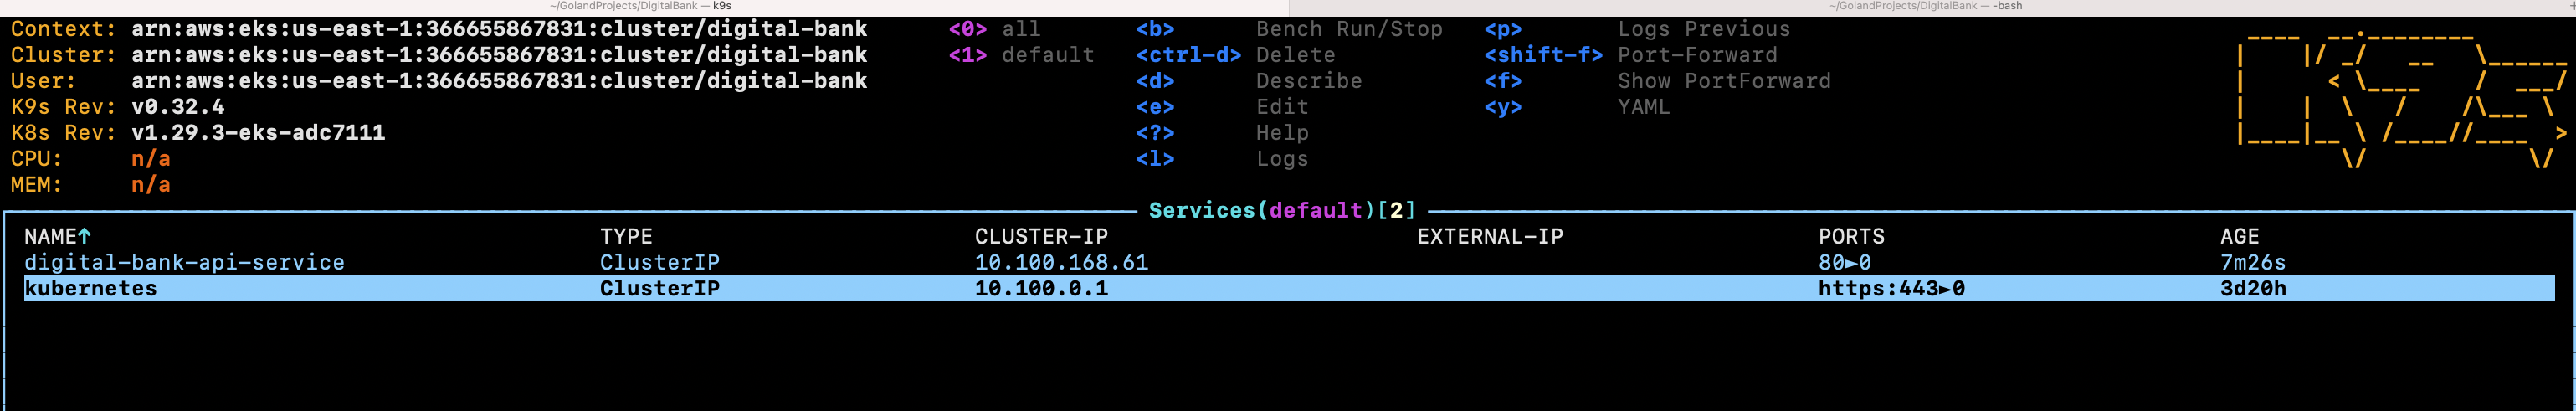 ~/GolandProjects/DigitalBank — k9s ~/GolandProjects/DigitalBank — -bash
Context: arn:aws:eks:us-east-1:366655867831:cluster/digital-bank <0> all <b> Bench Run/Stop <p> Logs Previous
Cluster: arn:aws:eks:us-east-1:366655867831:cluster/digital-bank <1> default <ctrl-d> Delete <shift-f> Port-Forward
User: arn:aws:eks:us-east-1:366655867831:cluster/digital-bank <d> Describe <f> Show PortForward
K9s Rev: v0.32.4 <e> Edit <y> YAML
K8s Rev: v1.29.3-eks-adc7111 <?> Help
CPU: n/a <l> Logs
MEM: n/a
Services(default)[2]
NAME↑ TYPE CLUSTER-IP EXTERNAL-IP PORTS AGE
digital-bank-api-service ClusterIP 10.100.168.61 80►0 7m26s
kubernetes ClusterIP 10.100.0.1 https:443►0 3d20h